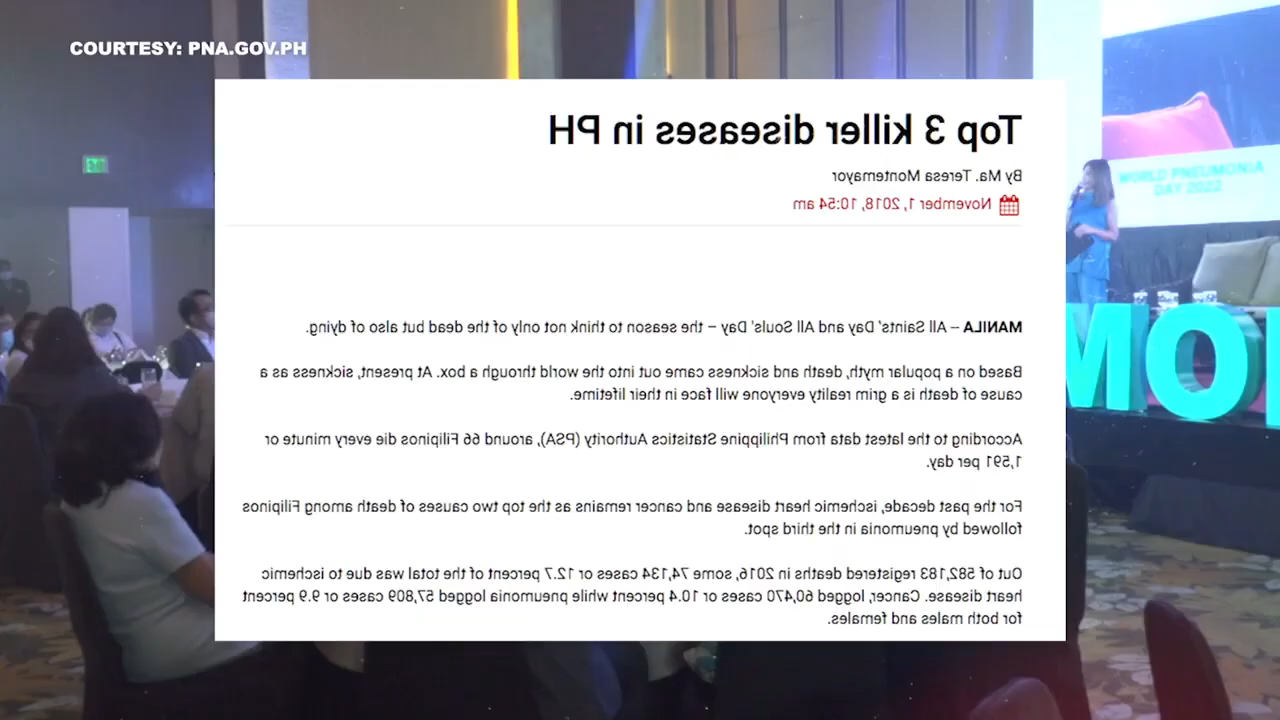 COURTESY: PNA.GOV.PH
Top 3 killer diseases in PH
By Ma. Teresa Montemayor
November 1, 2018, 10:54 am
MANILA – All Saints' Day and All Souls' Day – the season to think not only of the dead but also of dying.
Based on a popular myth, death and sickness came out into the world through a box. At present, sickness as a
cause of death is a grim reality everyone will face in their lifetime.
According to the latest data from Philippine Statistics Authority (PSA), around 66 Filipinos die every minute or
1,591 per day.
For the past decade, ischemic heart disease and cancer remains as the top two causes of death among Filipinos
followed by pneumonia in the third spot.
Out of 582,183 registered deaths in 2016, some 74,134 cases or 12.7 percent of the total was due to ischemic
heart disease. Cancer, logged 60,470 cases or 10.4 percent while pneumonia logged 57,809 cases or 9.9 percent
for both males and females.
WORLD PNEUMONIA
DAY 2022
MO